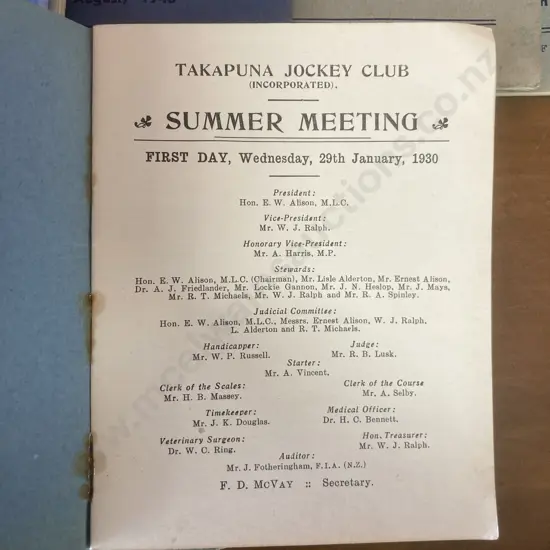 August 1948
TAKAPUNA JOCKEY CLUB
(INCORPORATED).
SUMMER MEETING
FIRST DAY, Wednesday, 29th January, 1930
President:
Hon. E. W. Alison, M.L.C.
Vice-President:
Mr. W. J. Ralph.
Honorary Vice-President:
Mr. A. Harris, M.P.
Stewards:
Hon. E. W. Alison, M.L.C. (Chairman), Mr. Lisle Alderton, Mr. Ernest Alison,
Dr. A. J. Friedlander, Mr. Lockie Gannon, Mr. J. N. Heslop, Mr. J. Mays,
Mr. R. T. Michaels, Mr. W. J. Ralph and Mr. R. A. Spinley.
Judicial Committee:
Hon. E. W. Alison, M.L.C., Messrs. Ernest Alison, W. J. Ralph,
L. Alderton and R. T. Michaels.
Handicapper: Judge:
Mr. W. P. Russell. Mr. R. B. Lusk.
Starter:
Mr. A. Vincent.
Clerk of the Scales: Clerk of the Course
Mr. H. B. Massey. Mr. A. Selby.
Timekeeper: Medical Officer:
Mr. J. K. Douglas. Dr. H. C. Bennett.
Veterinary Surgeon: Hon. Treasurer:
Dr. W. C. Ring. Mr. W. J. Ralph.
Auditor:
Mr. J. Fotheringham, F.I.A. (N.Z.)
F. D. McVAY :: Secretary.